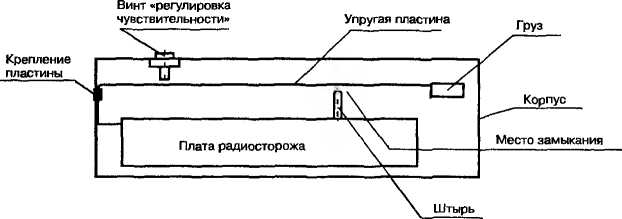 Винт «регулировка
чувствительности»
Упругая пластина
Груз
Крепление
пластины
Корпус
Место замыкания
Плата радиосторожа
Штырь